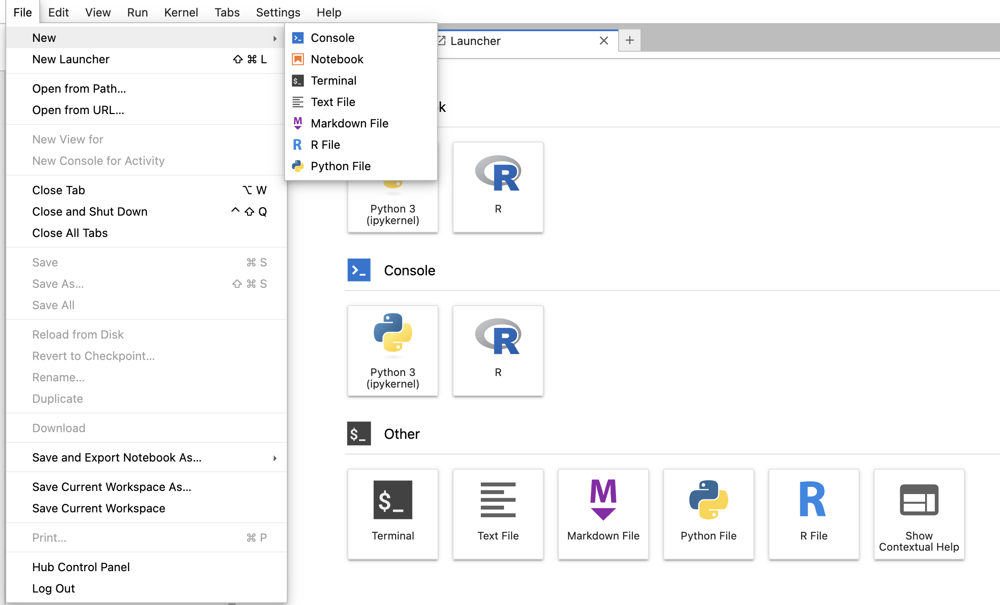 File Edit View Run Kernel Tabs Settings Help
New
New Launcher ⇧ ⌘ L
Open from Path...
Open from URL...
New View for
New Console for Activity
Close Tab ⌥ W
Close and Shut Down ^ ⇧ Q
Close All Tabs
Save ⌘ S
Save As... ⇧ ⌘ S
Save All
Reload from Disk
Revert to Checkpoint...
Rename...
Duplicate
Download
Save and Export Notebook As...
Save Current Workspace As...
Save Current Workspace
Print... ⌘ P
Hub Control Panel
Log Out
Console
Notebook
$_ Terminal
Text File
M Markdown File
R R File
Python File
Launcher
k
Python 3
(ipykernel)
R
R
Console
Python 3
(ipykernel)
R
R
$_ Other
$_
Terminal
Text File
M
Markdown File
Python File
R
R File
Show
Contextual Help